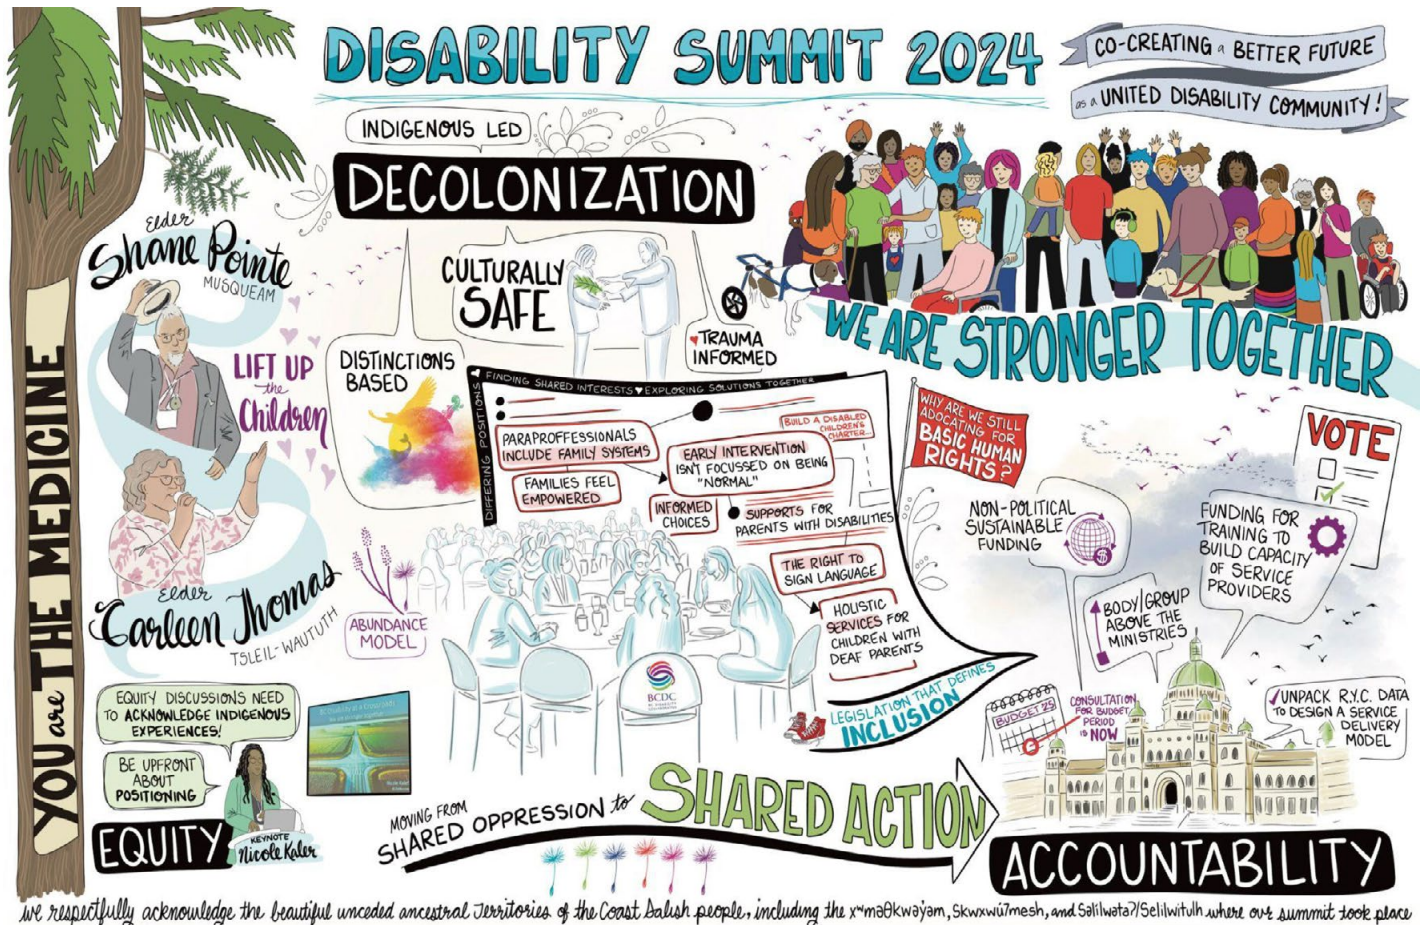 DISABILITY SUMMIT 2024
CO-CREATING a BETTER FUTURE
as a UNITED DISABILITY COMMUNITY!
INDIGENOUS LED
DECOLONIZATION
Elder
Shane Pointe
MUSQUEAM
LIFT UP
the
Children
Elder
Carleen Thomas
TSLEIL-WAUTUTH
YOU are THE MEDICINE
CULTURALLY
SAFE
TRAUMA
INFORMED
DISTINCTIONS
BASED
WE ARE STRONGER TOGETHER
DIFFERING POSITIONS
FINDING SHARED INTERESTS ♥ EXPLORING SOLUTIONS TOGETHER
PARAPROFFESSIONALS
INCLUDE FAMILY SYSTEMS
FAMILIES FEEL
EMPOWERED
EARLY INTERVENTION
ISN'T FOCUSSED ON BEING
"NORMAL"
BUILD A DISABLED
CHILDREN'S
CHARTER...
INFORMED
CHOICES
SUPPORTS FOR
PARENTS WITH DISABILITIES
THE RIGHT TO
SIGN LANGUAGE
HOLISTIC
SERVICES FOR
CHILDREN WITH
DEAF PARENTS
ABUNDANCE
MODEL
BCDC
LEGISLATION THAT DEFINES
INCLUSION
WHY ARE WE STILL
ADOCATING FOR
BASIC HUMAN
RIGHTS?
VOTE
NON-POLITICAL
SUSTAINABLE
FUNDING
$
FUNDING FOR
TRAINING TO
BUILD CAPACITY
OF SERVICE
PROVIDERS
BODY/GROUP
ABOVE THE
MINISTRIES
BUDGET 25
CONSULTATION
FOR BUDGET
PERIOD
IS NOW
UNPACK R.Y.C. DATA
TO DESIGN A SERVICE
DELIVERY
MODEL
ACCOUNTABILITY
EQUITY DISCUSSIONS NEED
TO ACKNOWLEDGE INDIGENOUS
EXPERIENCES!
BE UPFRONT
ABOUT
POSITIONING
EQUITY
KEYNOTE
Nicole Kaler
MOVING FROM
SHARED OPPRESSION to SHARED ACTION
we respectfully acknowledge the beautiful unceded ancestral Territories of the Coast Salish people, including the xʷməθkwəy̓əm, Skwxwú7mesh, and Səlílwətaʔ/Selilwitulh where our summit took place